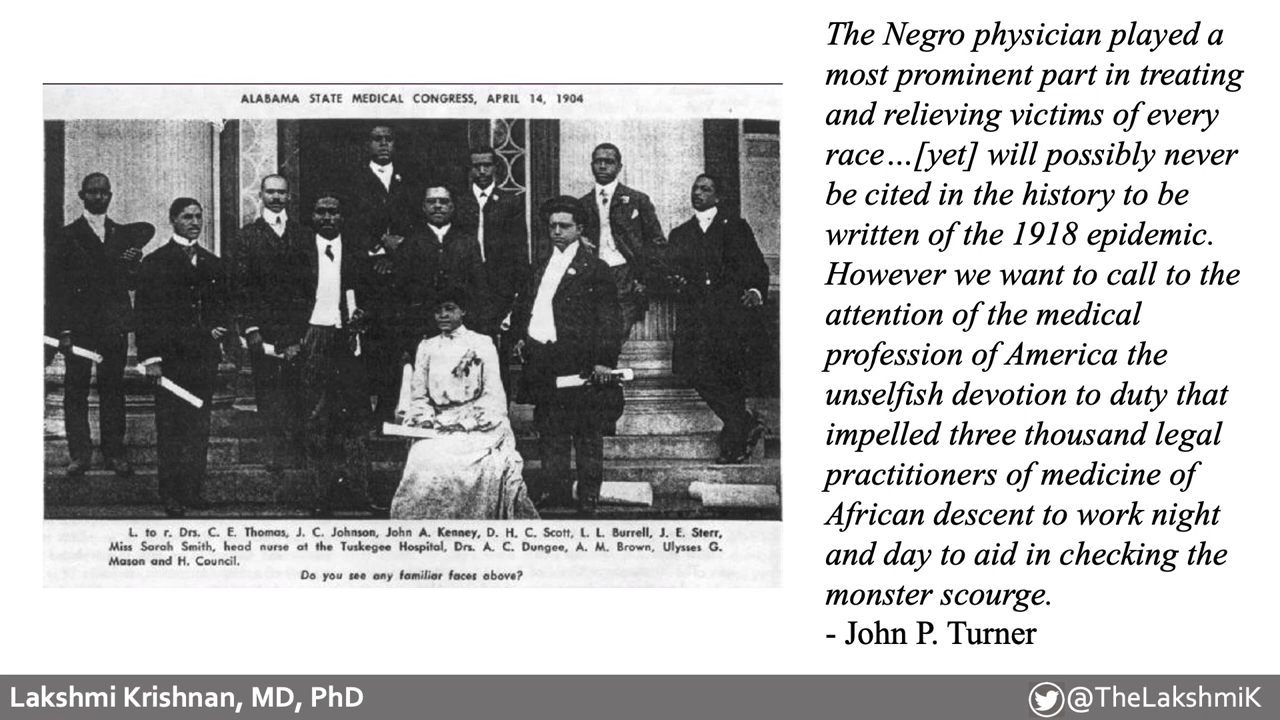 ALABAMA STATE MEDICAL CONGRESS, APRIL 14, 1904
L. to r. Drs. C. E. Thomas, J. C. Johnson, John A. Kenney, D. H. C. Scott, L. L. Burrell, J. E. Sterr,
Miss Sarah Smith, head nurse at the Tuskegee Hospital, Drs. A. C. Dungee, A. M. Brown, Ulysses G.
Mason and H. Council.
Do you see any familiar faces above?
The Negro physician played a
most prominent part in treating
and relieving victims of every
race…[yet] will possibly never
be cited in the history to be
written of the 1918 epidemic.
However we want to call to the
attention of the medical
profession of America the
unselfish devotion to duty that
impelled three thousand legal
practitioners of medicine of
African descent to work night
and day to aid in checking the
monster scourge.
- John P. Turner
Lakshmi Krishnan, MD, PhD
@TheLakshmiK